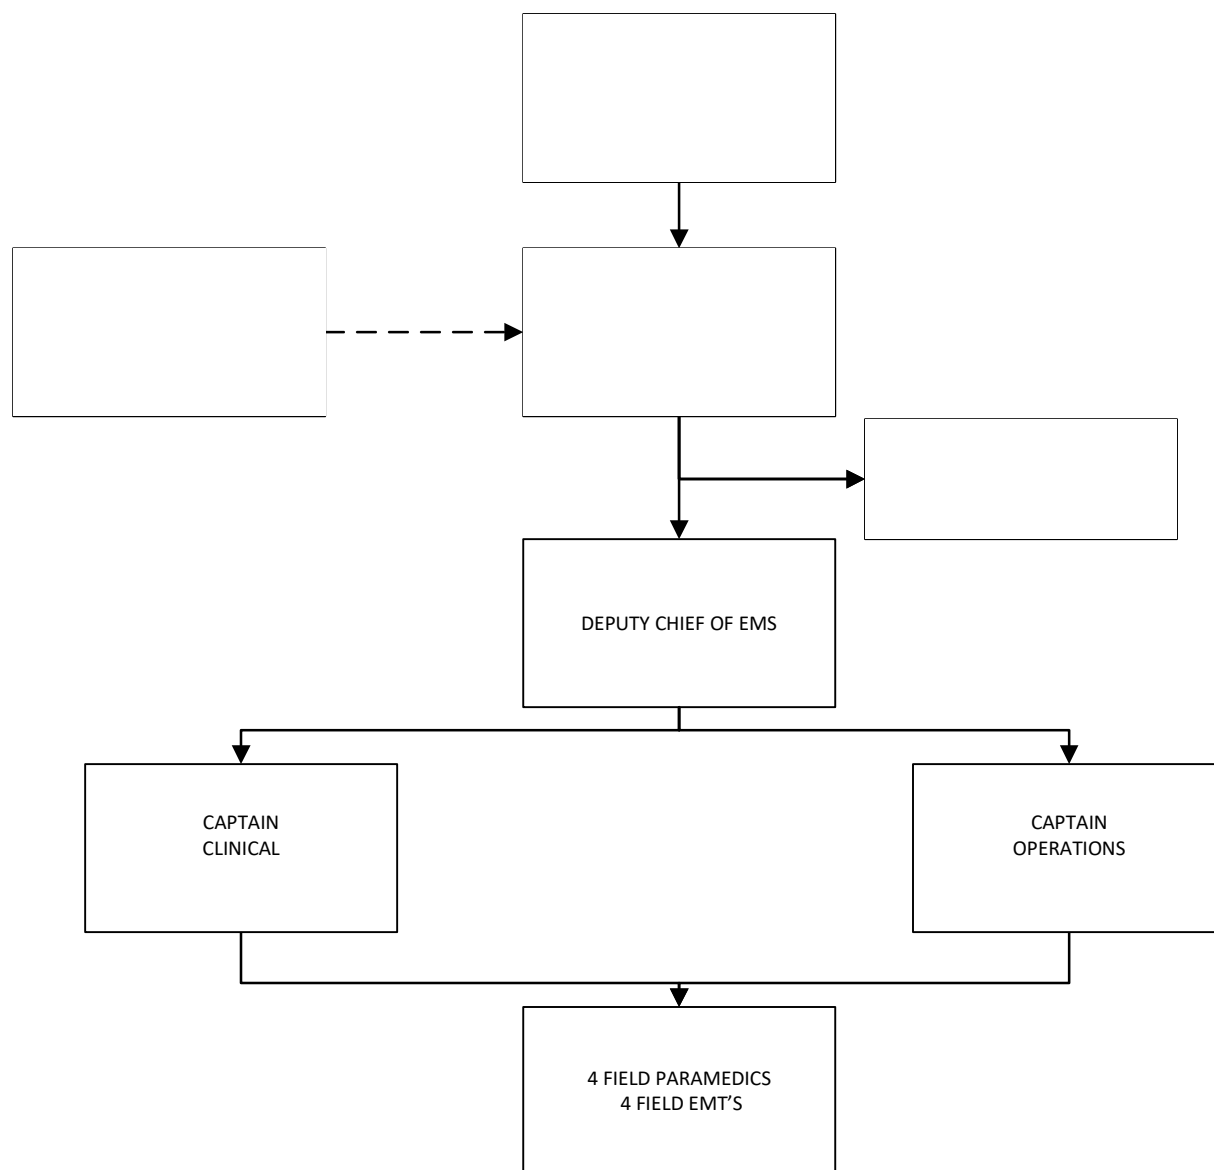 DEPUTY CHIEF OF EMS
CAPTAIN
CLINICAL
CAPTAIN
OPERATIONS
4 FIELD PARAMEDICS
4 FIELD EMT’S